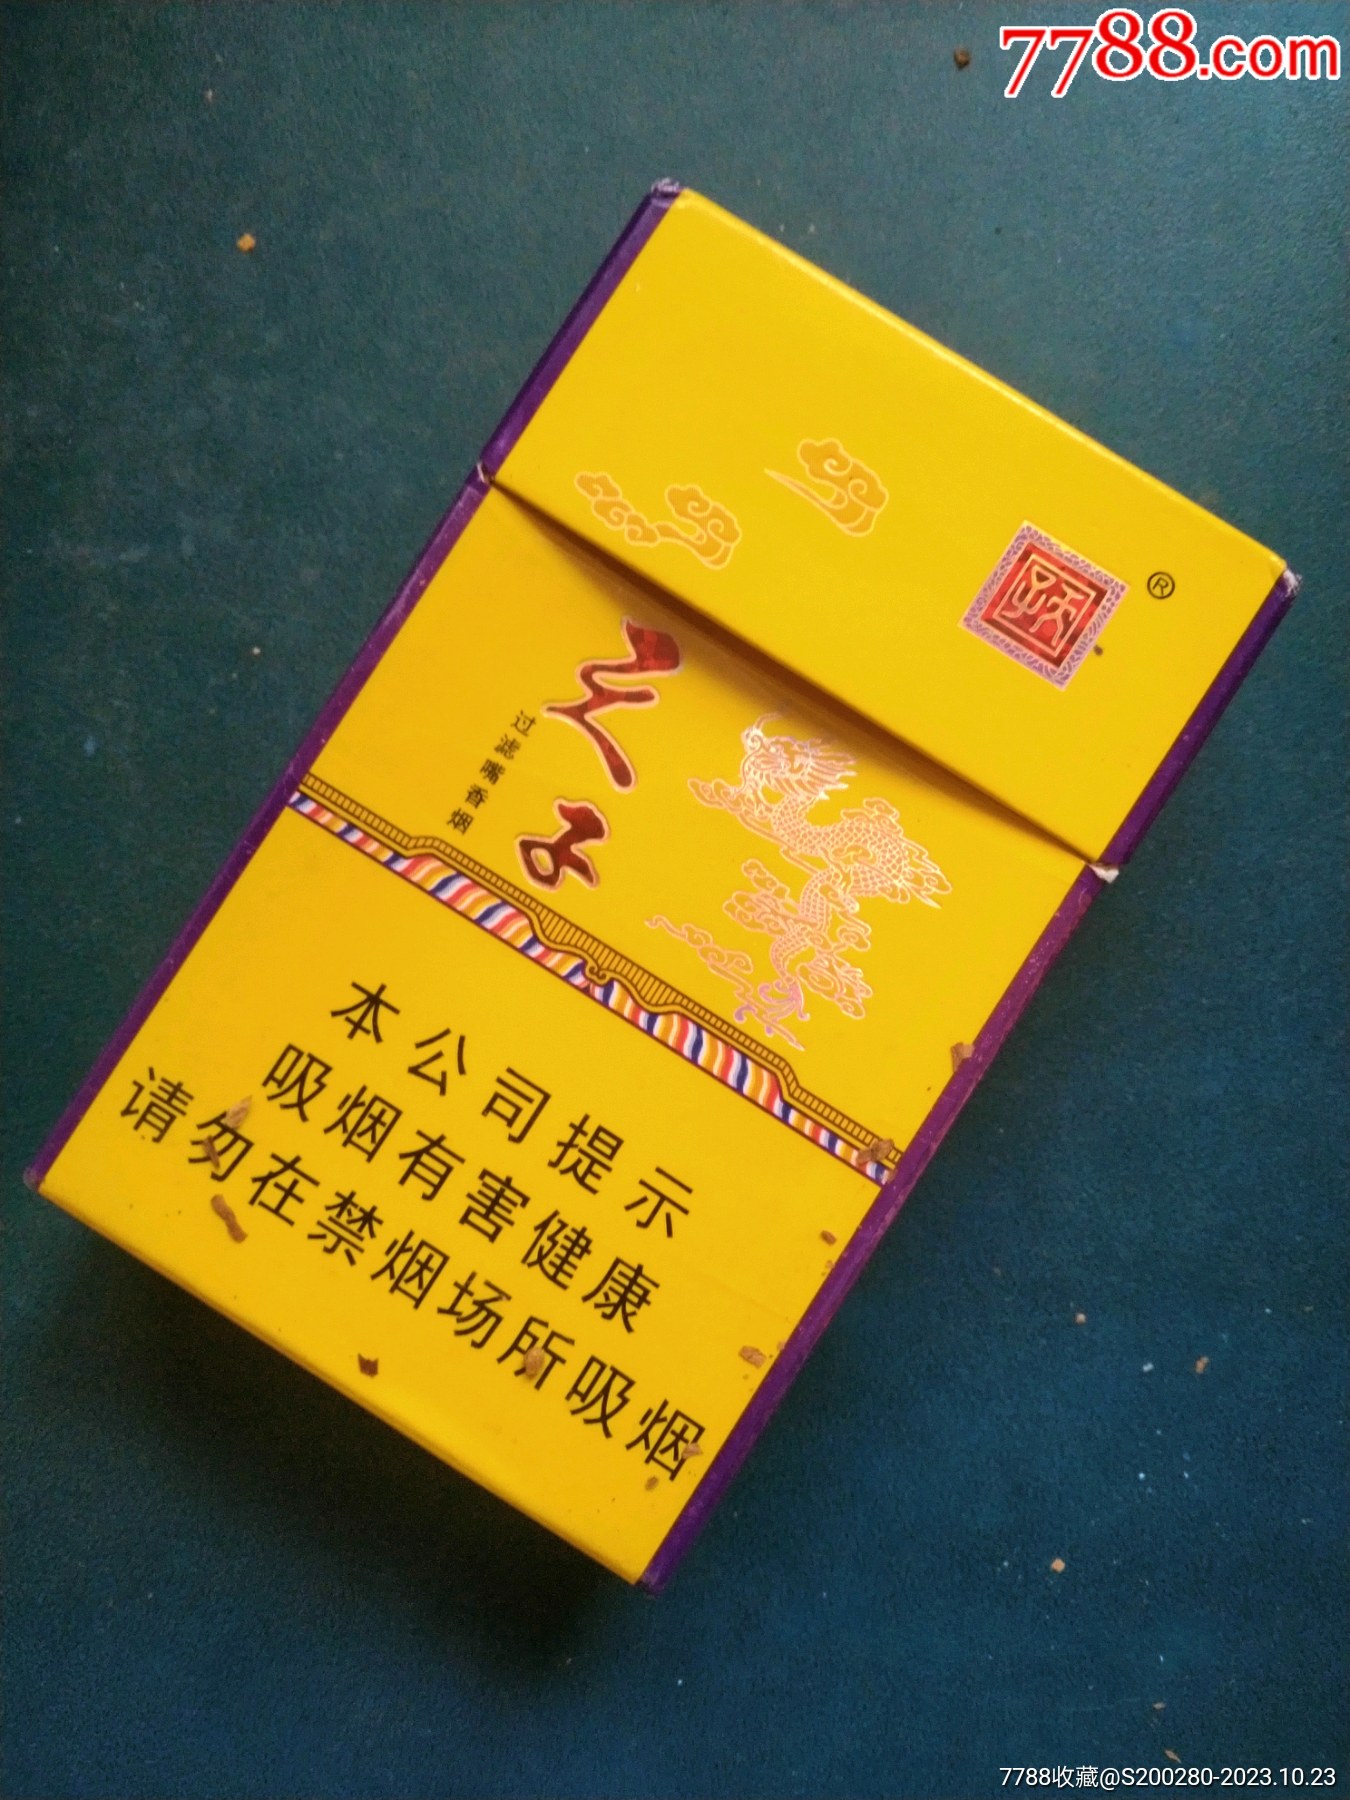 7788.com
®
天子
过滤嘴香烟
本公司提示
吸烟有害健康
请勿在禁烟场所吸烟
7788收藏@S200280-2023.10.23